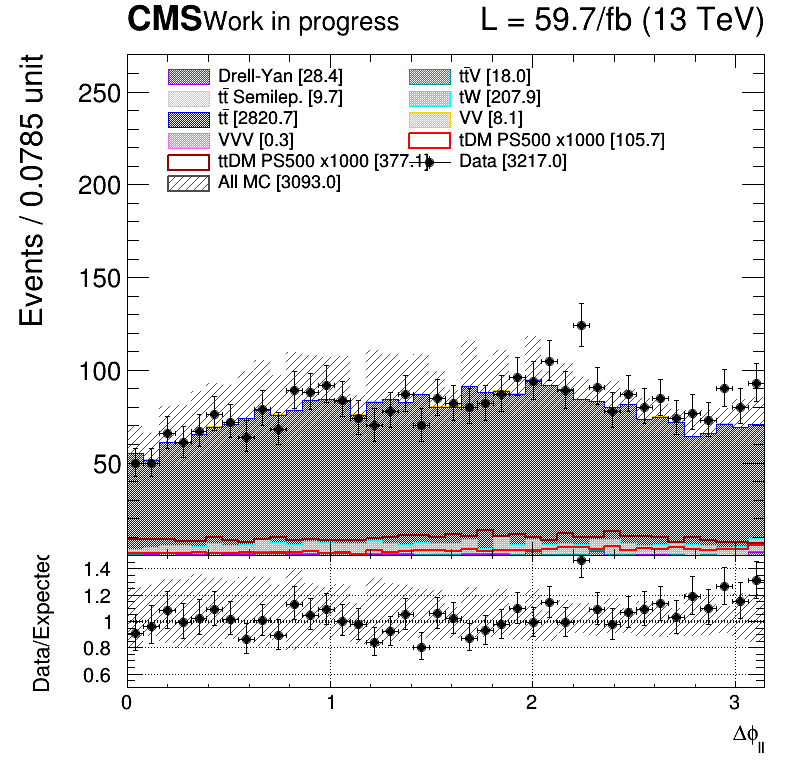 CMS Work in progress L = 59.7/fb (13 TeV)
Events / 0.0785 unit
250
200
150
100
50
Drell-Yan [28.4]
tt̄V [18.0]
tt̄ Semilep. [9.7]
tW [207.9]
tt̄ [2820.7]
VV [8.1]
VVV [0.3]
tDM PS500 x1000 [105.7]
ttDM PS500 x1000 [377.1]
Data [3217.0]
All MC [3093.0]
Data/Expected
1.4
1.2
1
0.8
0.6
0 1 2 3
Δϕ_ll